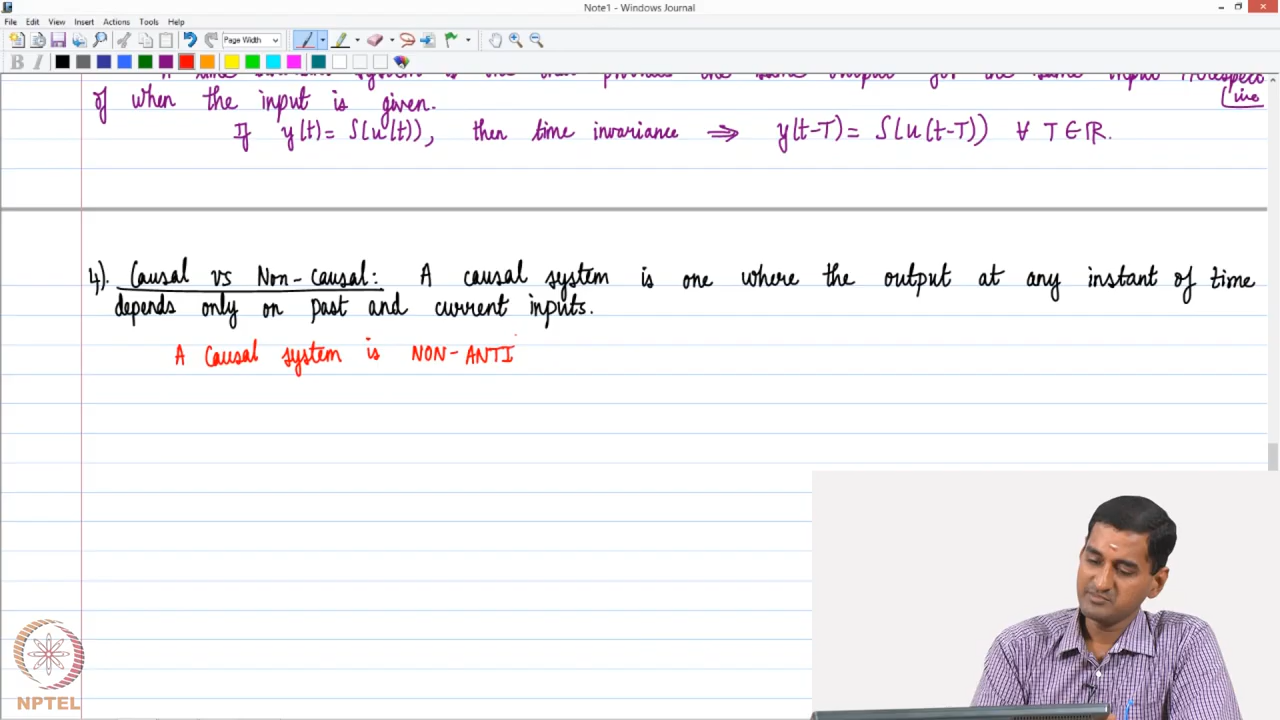 Note1 - Windows Journal
File Edit View Insert Actions Tools Help
Page Width
B I
of when the input is given.
If y(t) = S(u(t)), then time invariance ⇒ y(t-T) = S(u(t-T)) ∀ T ∈ ℝ.
4). Causal vs Non-Causal: A causal system is one where the output at any instant of time
depends only on past and current inputs.
A Causal system is NON-ANTI
NPTEL